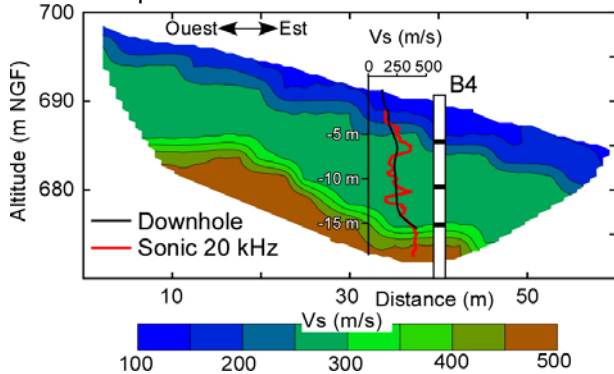 700
Ouest Est
Vs (m/s)
0 250 500
B4
690
Altitude (m NGF)
-5 m
-10 m
680
-15 m
Downhole
Sonic 20 kHz
10 30 Distance (m) 50
Vs (m/s)
100 200 300 400 500